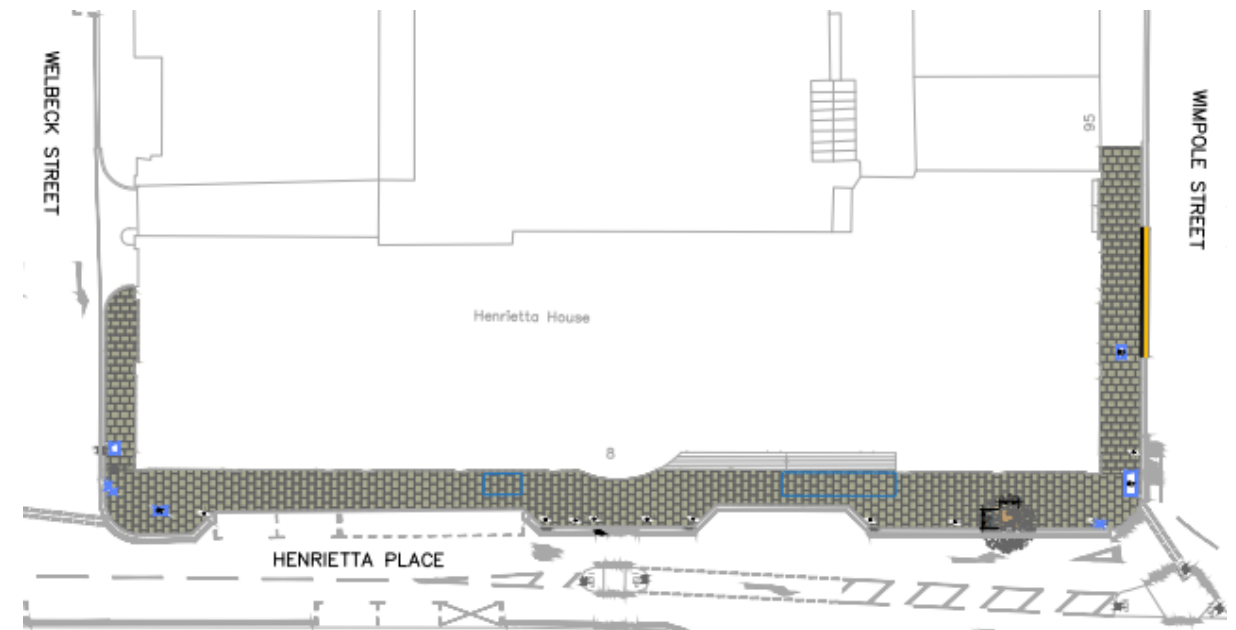 WELBECK STREET
WIMPOLE STREET
95
Henrietta House
8
HENRIETTA PLACE